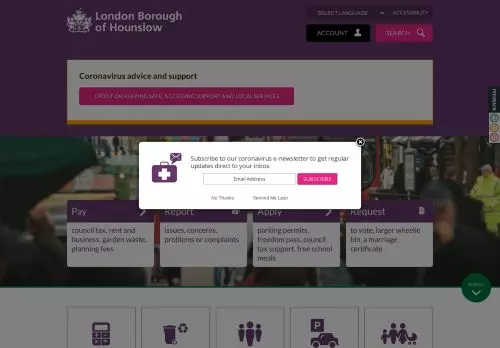 London Borough
of Hounslow
SELECT LANGUAGE
ACCESSIBILITY
ACCOUNT
SEARCH
Coronavirus advice and support
LATEST ON KEEPING SAFE, ACCESSING SUPPORT AND LOCAL SERVICES
FEEDBACK
Subscribe to our coronavirus e-newsletter to get regular
updates direct to your inbox.
Email Address
SUBSCRIBE
No Thanks
Remind Me Later
Pay
council tax, rent and
business, garden waste,
planning fees
Report
issues, concerns,
problems or complaints
Apply
parking permits,
freedom pass, council
tax support, free school
meals
Request
to vote, larger wheelie
bin, a marriage
certificate
SCROLL
P